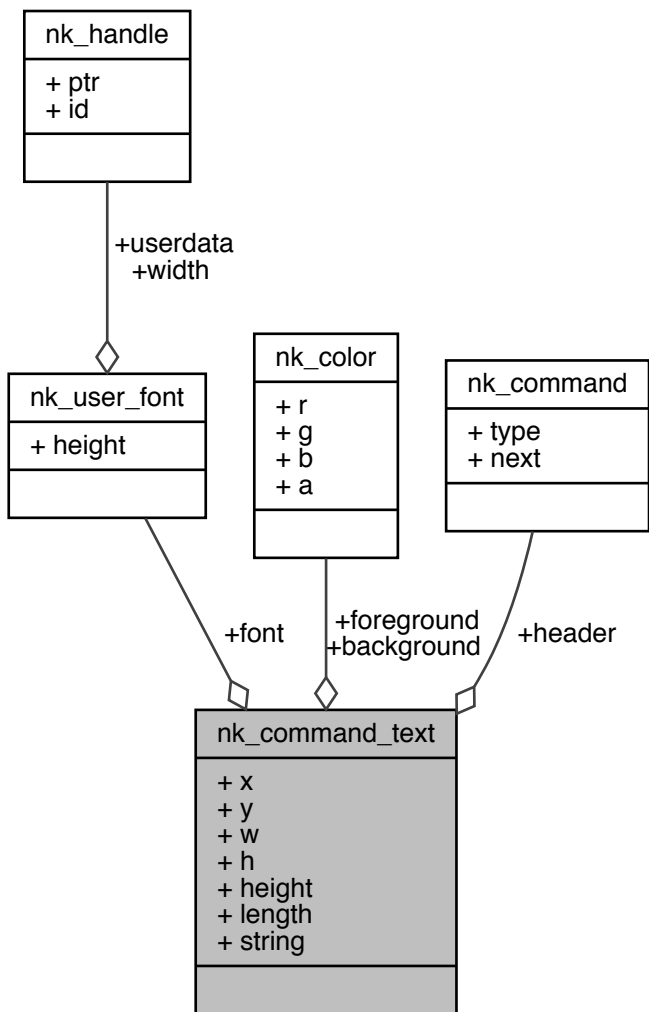 nk_handle
+ ptr
+ id
+userdata
+width
nk_user_font
+ height
nk_color
+ r
+ g
+ b
+ a
nk_command
+ type
+ next
+font
+foreground
+background
+header
nk_command_text
+ x
+ y
+ w
+ h
+ height
+ length
+ string